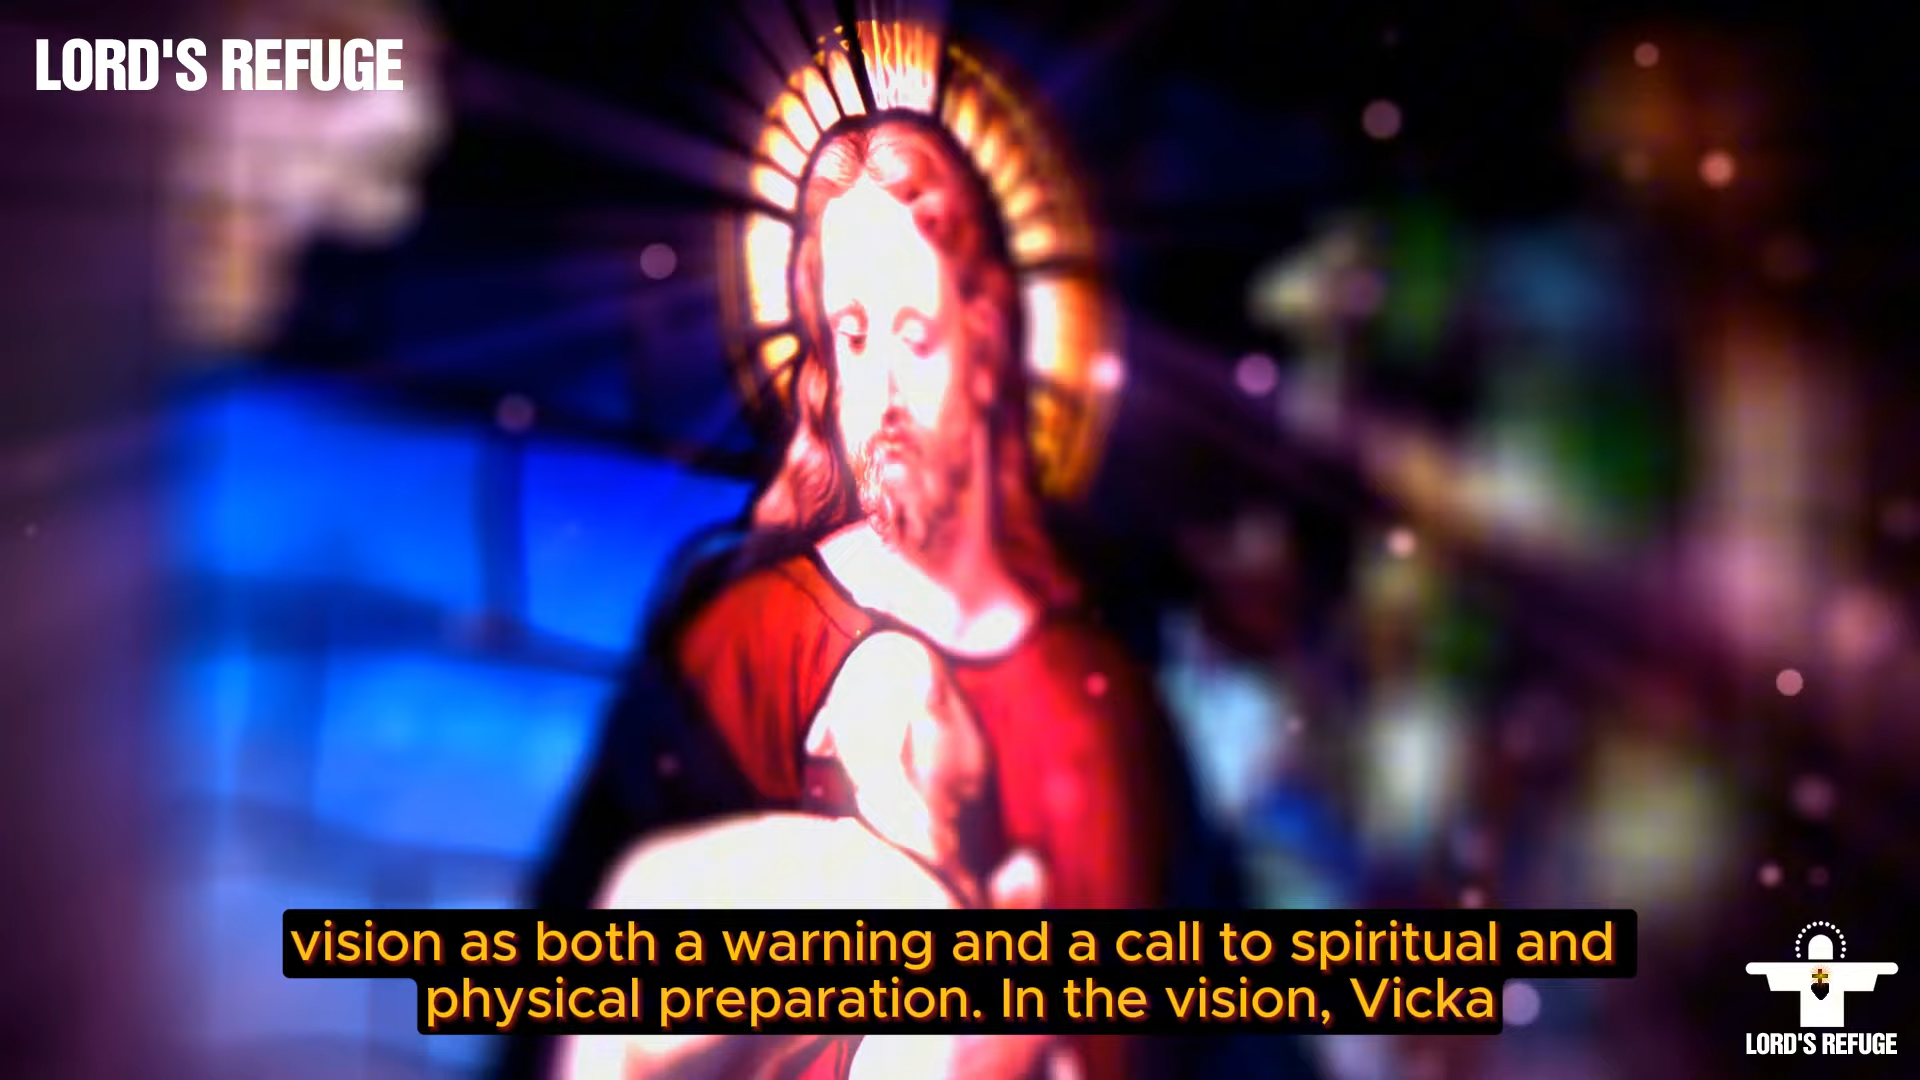 LORD'S REFUGE
vision as both a warning and a call to spiritual and
physical preparation. In the vision, Vicka
LORD'S REFUGE